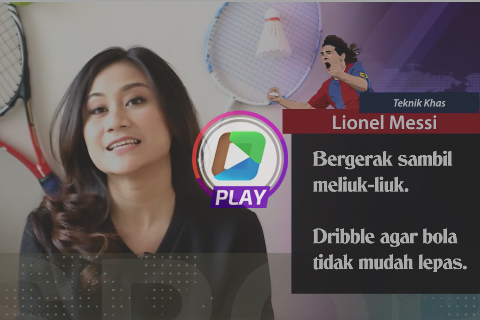 Teknik Khas
Lionel Messi
Bergerak sambil
meliuk-liuk.
Dribble agar bola
tidak mudah lepas.
PLAY